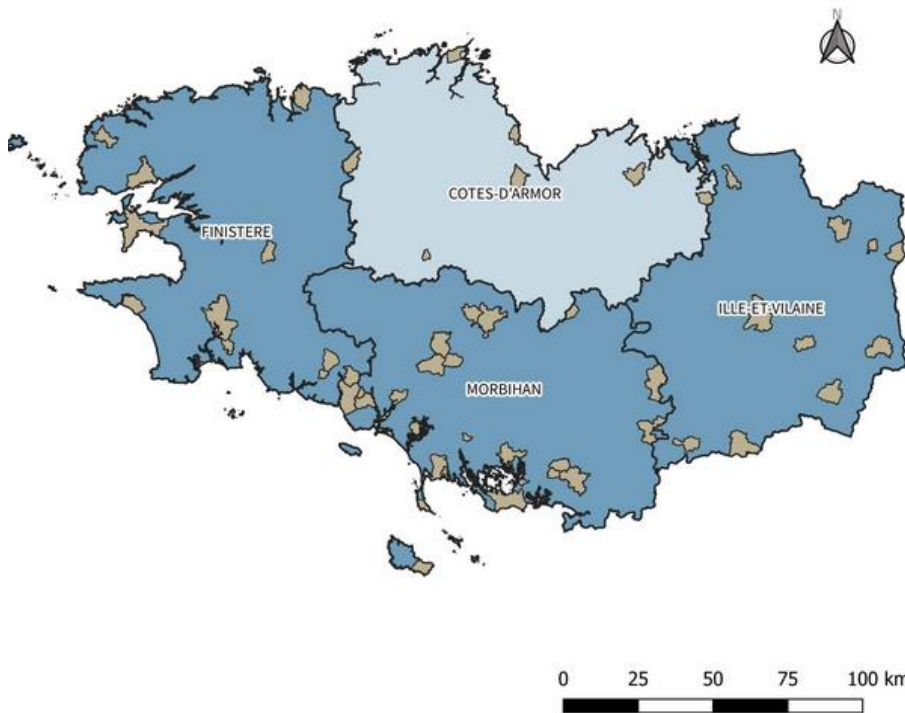 N
COTES-D'ARMOR
FINISTERE
ILLE-ET-VILAINE
MORBIHAN
0 25 50 75 100 km